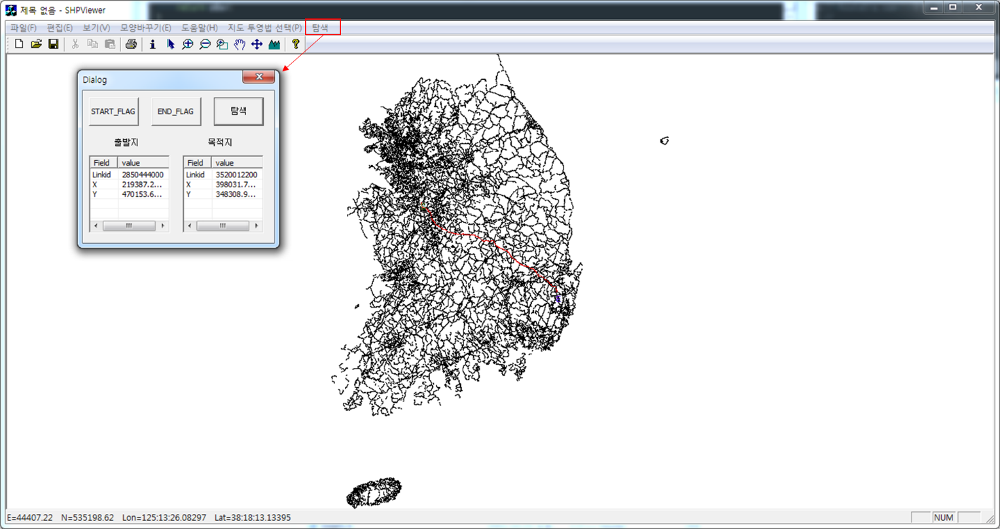 제목 없음 - SHPViewer
파일(F) 편집(E) 보기(V) 모양바꾸기(E) 도움말(H) 지도 투영법 선택(P) 탐색
Dialog
START_FLAG END_FLAG 탐색
출발지 목적지
Field value Field value
Linkid 2850444000 Linkid 3520012200
X 219387.2... X 398031.7...
Y 470153.6... Y 348308.9...
E=44407.22 N=535198.62 Lon=125:13:26.08297 Lat=38:18:13.13395 NUM